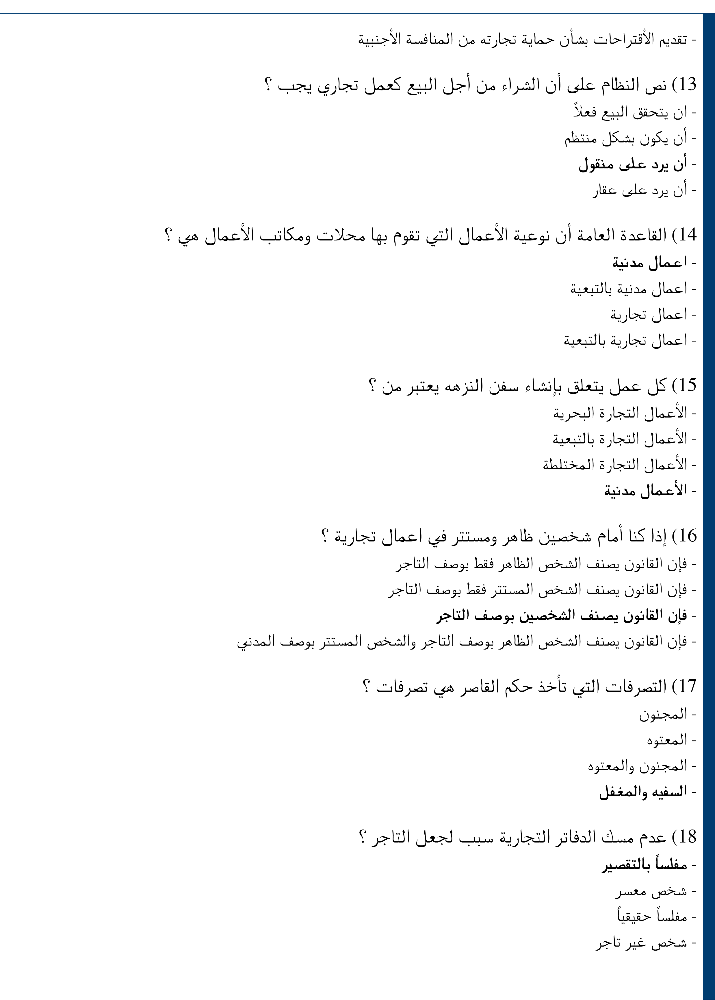 - تقديم الأقتراحات بشأن حماية تجارته من المنافسة الأجنبية
13) نص النظام على أن الشراء من أجل البيع كعمل تجاري يجب ؟
- ان يتحقق البيع فعلاً
- أن يكون بشكل منتظم
- أن يرد على منقول
- أن يرد على عقار
14) القاعدة العامة أن نوعية الأعمال التي تقوم بها محلات ومكاتب الأعمال هي ؟
- اعمال مدنية
- اعمال مدنية بالتبعية
- اعمال تجارية
- اعمال تجارية بالتبعية
15) كل عمل يتعلق بإنشاء سفن النزهه يعتبر من ؟
- الأعمال التجارة البحرية
- الأعمال التجارة بالتبعية
- الأعمال التجارة المختلطة
- الأعمال مدنية
16) إذا كنا أمام شخصين ظاهر ومستتر في اعمال تجارية ؟
- فإن القانون يصنف الشخص الظاهر فقط بوصف التاجر
- فإن القانون يصنف الشخص المستتر فقط بوصف التاجر
- فإن القانون يصنف الشخصين بوصف التاجر
- فإن القانون يصنف الشخص الظاهر بوصف التاجر والشخص المستتر بوصف المدني
17) التصرفات التي تأخذ حكم القاصر هي تصرفات ؟
- المجنون
- المعتوه
- المجنون والمعتوه
- السفيه والمغفل
18) عدم مسك الدفاتر التجارية سبب لجعل التاجر ؟
- مفلساً بالتقصير
- شخص معسر
- مفلساً حقيقياً
- شخص غير تاجر